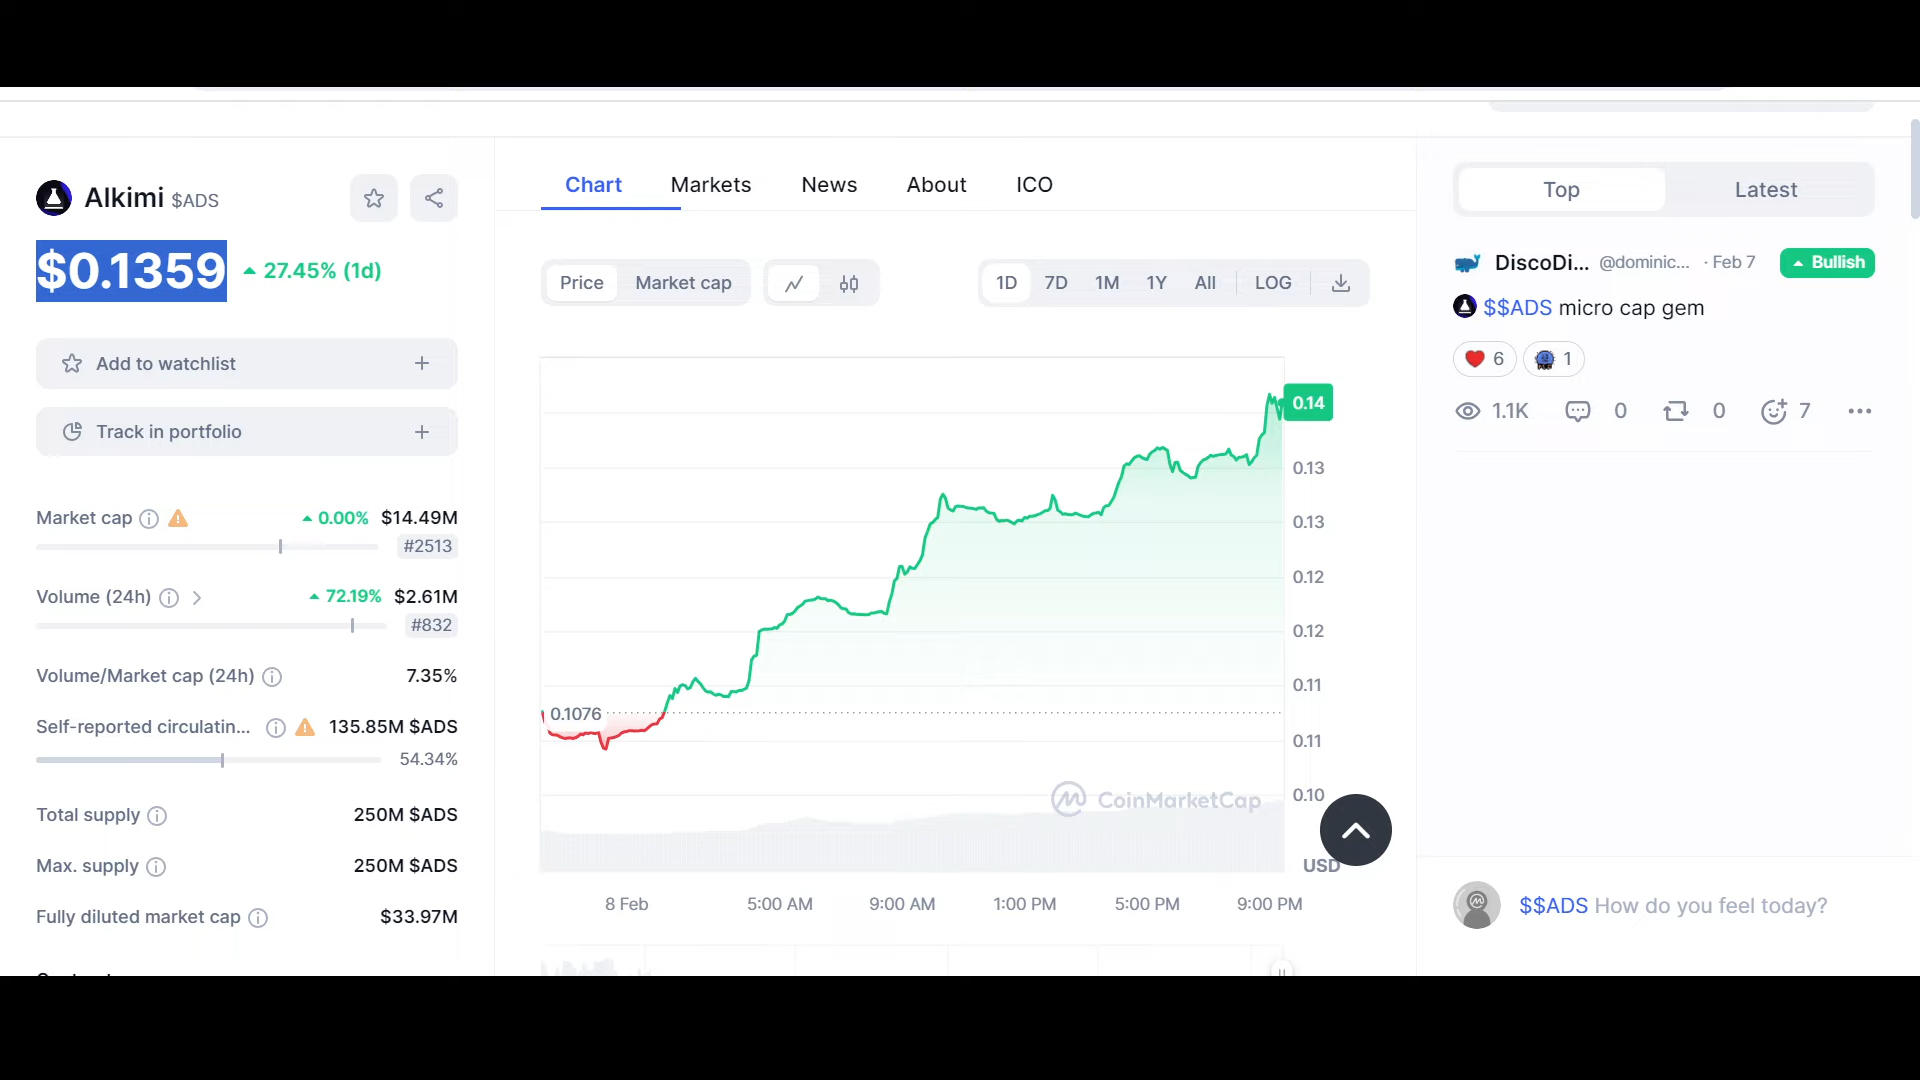 Alkimi $ADS
$0.1359 27.45% (1d)
Add to watchlist
Track in portfolio
Market cap 0.00% $14.49M
#2513
Volume (24h) 72.19% $2.61M
#832
Volume/Market cap (24h) 7.35%
Self-reported circulatin... 135.85M $ADS
54.34%
Total supply 250M $ADS
Max. supply 250M $ADS
Fully diluted market cap $33.97M
Chart Markets News About ICO
Price Market cap 1D 7D 1M 1Y All LOG
0.14
0.13
0.13
0.12
0.12
0.11
0.1076
0.11
0.10
CoinMarketCap
USD
8 Feb 5:00 AM 9:00 AM 1:00 PM 5:00 PM 9:00 PM
Top Latest
DiscoDi... @dominic... · Feb 7 Bullish
$$ADS micro cap gem
6 1
1.1K 0 0 7
$$ADS How do you feel today?